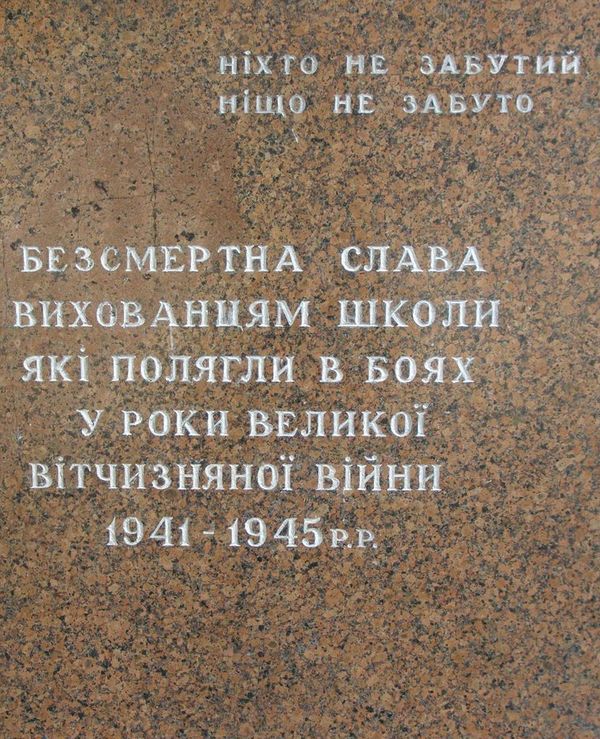 НІХТО НЕ ЗАБУТИЙ
НІЩО НЕ ЗАБУТО
БЕЗСМЕРТНА СЛАВА
ВИХОВАНЦЯМ ШКОЛИ
ЯКІ ПОЛЯГЛИ В БОЯХ
У РОКИ ВЕЛИКОЇ
ВІТЧИЗНЯНОЇ ВІЙНИ
1941 - 1945 Р.Р.